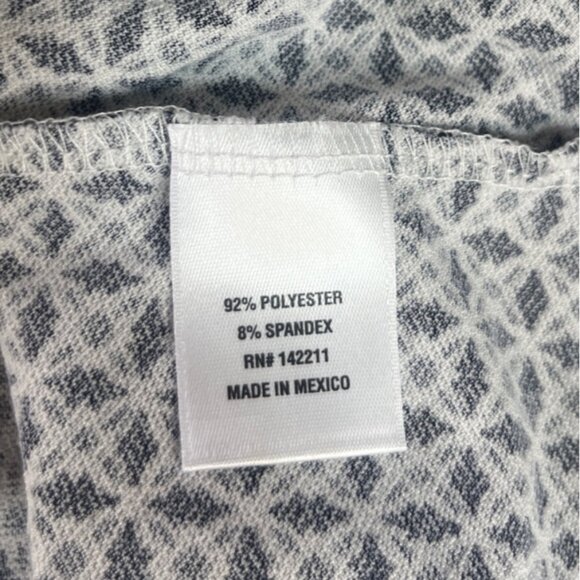 92% POLYESTER
8% SPANDEX
RN# 142211
MADE IN MEXICO